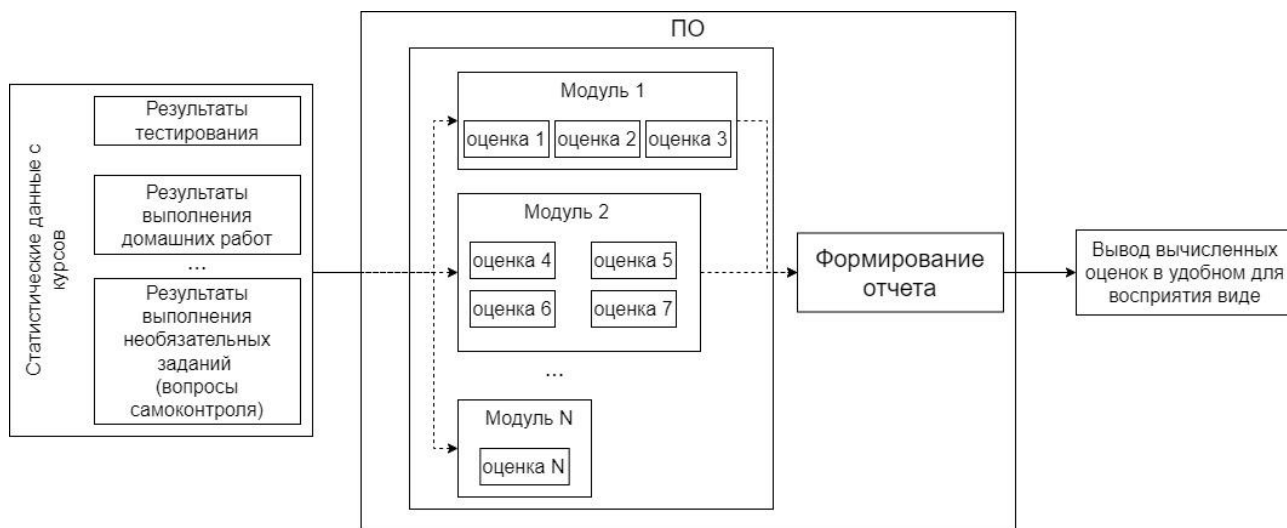 Статистические данные с
курсов
Результаты
тестирования
Результаты
выполнения
домашних работ
...
Результаты
выполнения
необязательных
заданий
(вопросы
самоконтроля)
ПО
Модуль 1
оценка 1
оценка 2
оценка 3
Модуль 2
оценка 4
оценка 5
оценка 6
оценка 7
...
Модуль N
оценка N
Формирование
отчета
Вывод вычисленных
оценок в удобном для
восприятия виде